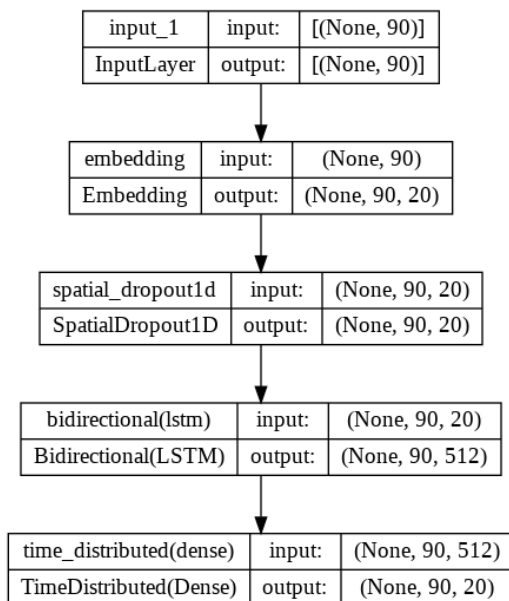 input_1 input: [(None, 90)]
InputLayer output: [(None, 90)]
embedding input: (None, 90)
Embedding output: (None, 90, 20)
spatial_dropout1d input: (None, 90, 20)
SpatialDropout1D output: (None, 90, 20)
bidirectional(lstm) input: (None, 90, 20)
Bidirectional(LSTM) output: (None, 90, 512)
time_distributed(dense) input: (None, 90, 512)
TimeDistributed(Dense) output: (None, 90, 20)